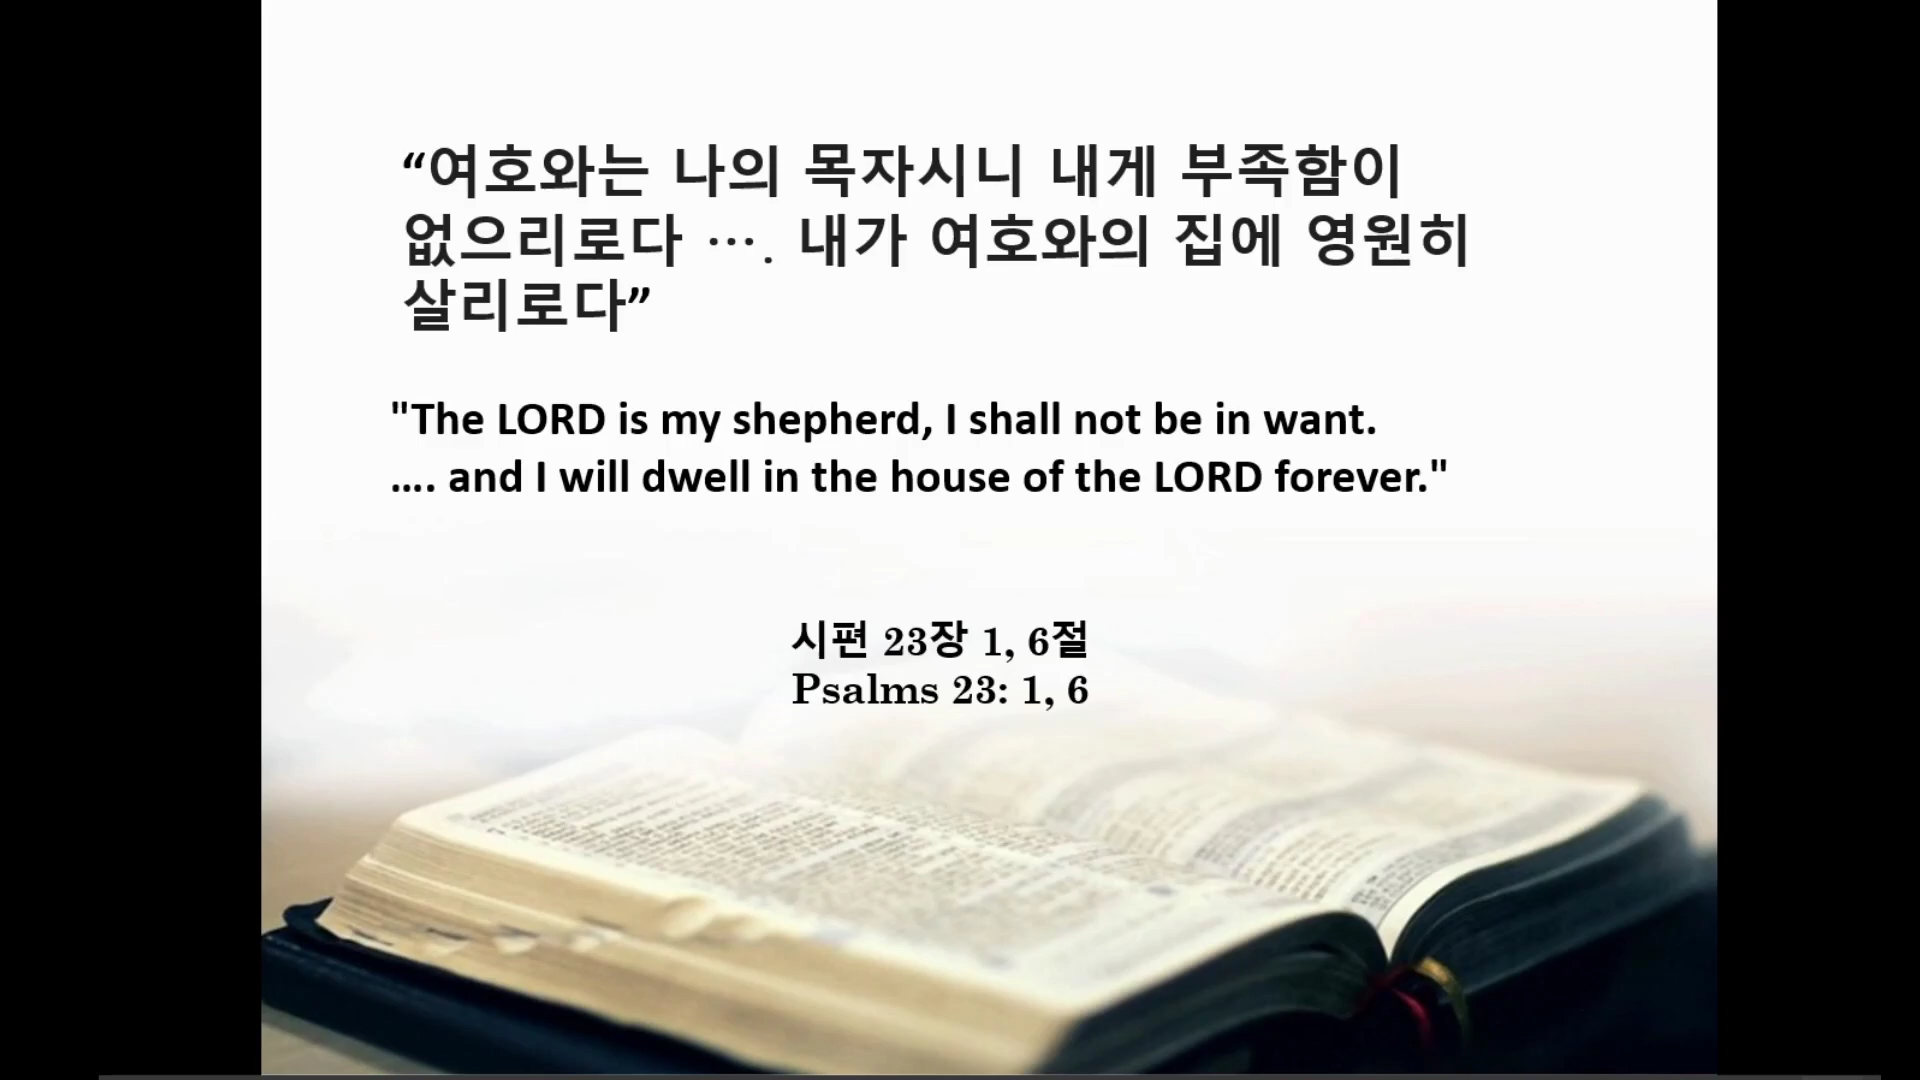 “여호와는 나의 목자시니 내게 부족함이
없으리로다 …. 내가 여호와의 집에 영원히
살리로다”
"The LORD is my shepherd, I shall not be in want.
.... and I will dwell in the house of the LORD forever."
시편 23장 1, 6절
Psalms 23: 1, 6